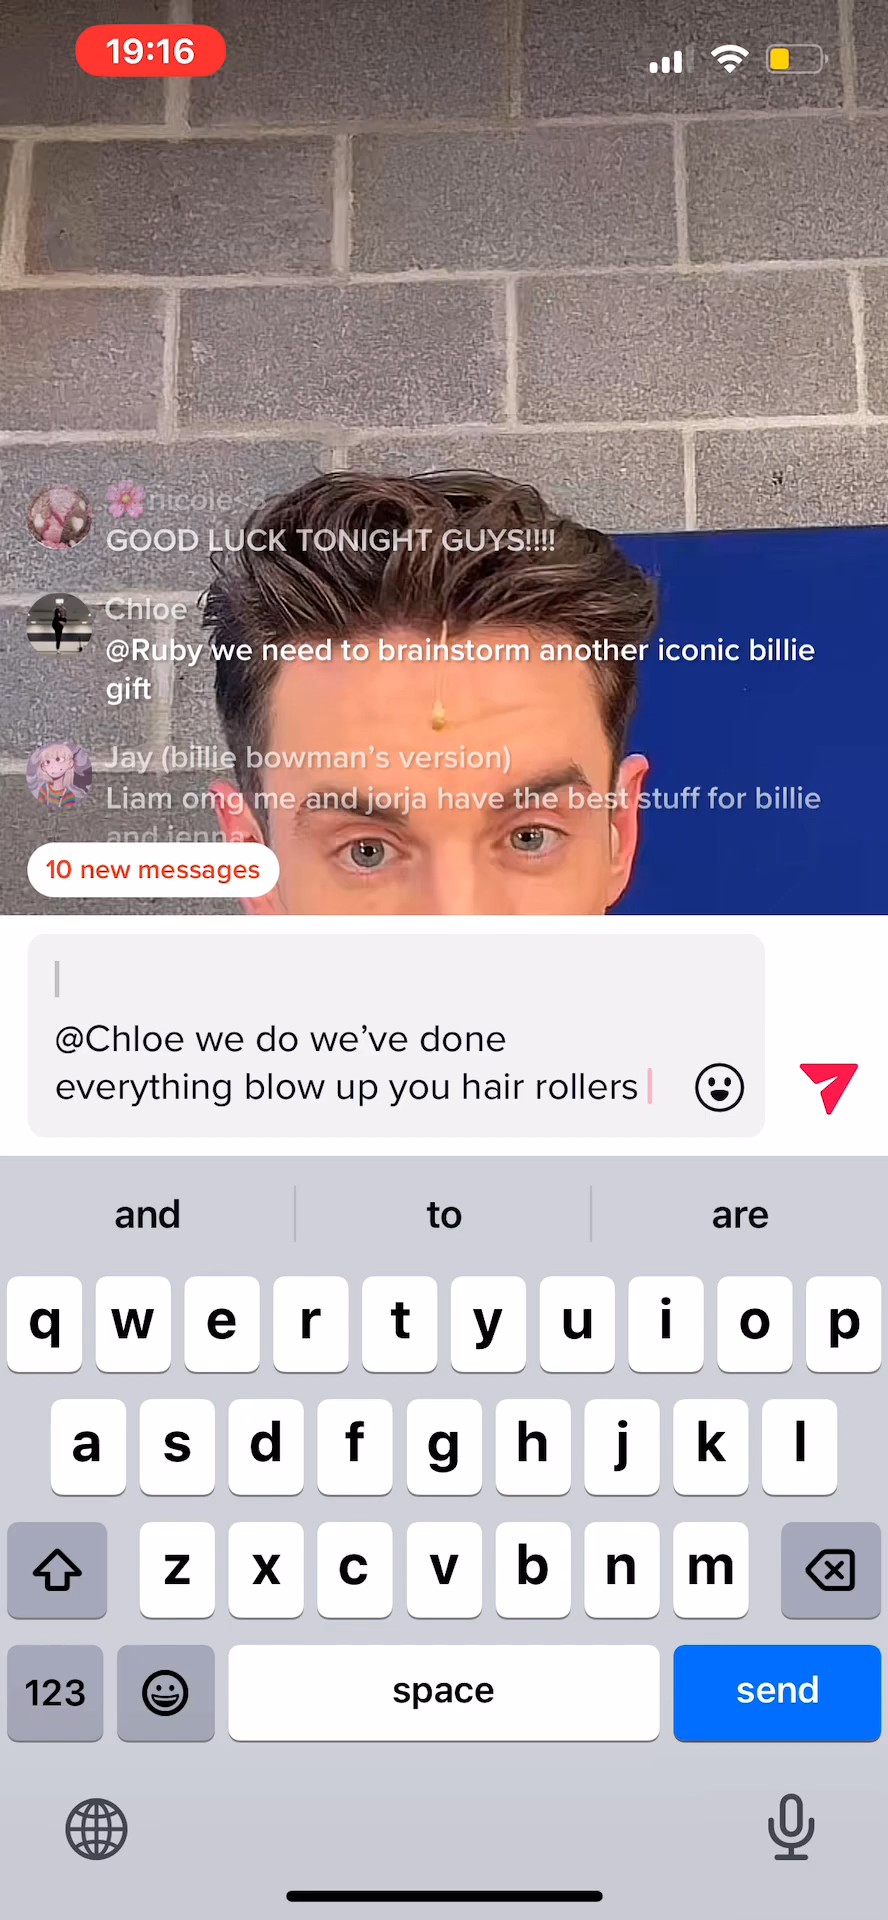 19:16
🌸nicole<3
GOOD LUCK TONIGHT GUYS!!!!
Chloe
@Ruby we need to brainstorm another iconic billie
gift
Jay (billie bowman’s version)
Liam omg me and jorja have the best stuff for billie
and jenna
10 new messages
@Chloe we do we’ve done
everything blow up you hair rollers
and to are
q w e r t y u i o p
a s d f g h j k l
z x c v b n m
123 space send